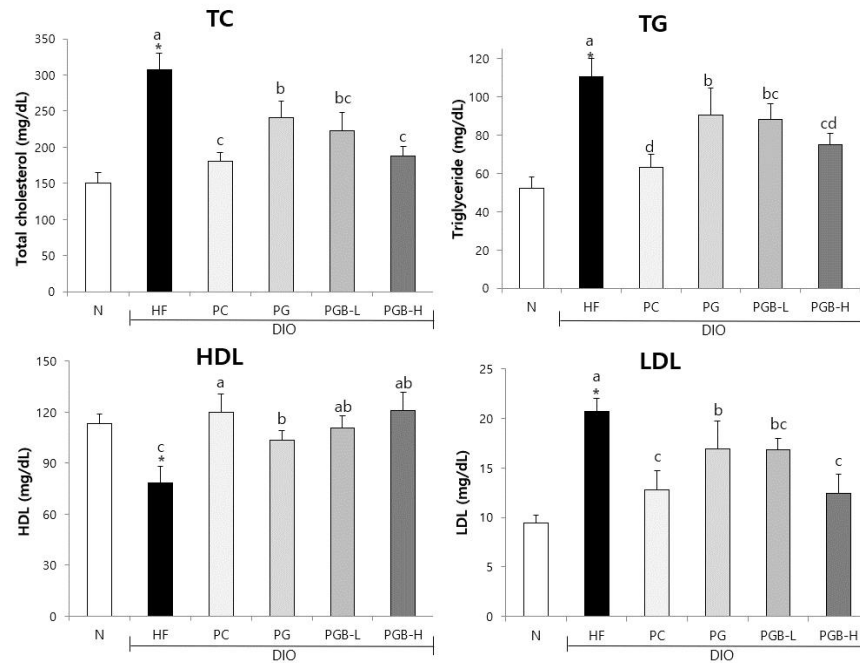 TC
Total cholesterol (mg/dL)
350
300
250
200
150
100
50
0
a
*
c
b
bc
c
N HF PC PG PGB-L PGB-H
DIO
TG
Triglyceride (mg/dL)
120
100
80
60
40
20
0
a
*
d
b
bc
cd
N HF PC PG PGB-L PGB-H
DIO
HDL
HDL (mg/dL)
150
120
90
60
30
0
c
*
a
b
ab
ab
N HF PC PG PGB-L PGB-H
DIO
LDL
LDL (mg/dL)
25
20
15
10
5
0
a
*
c
b
bc
c
N HF PC PG PGB-L PGB-H
DIO